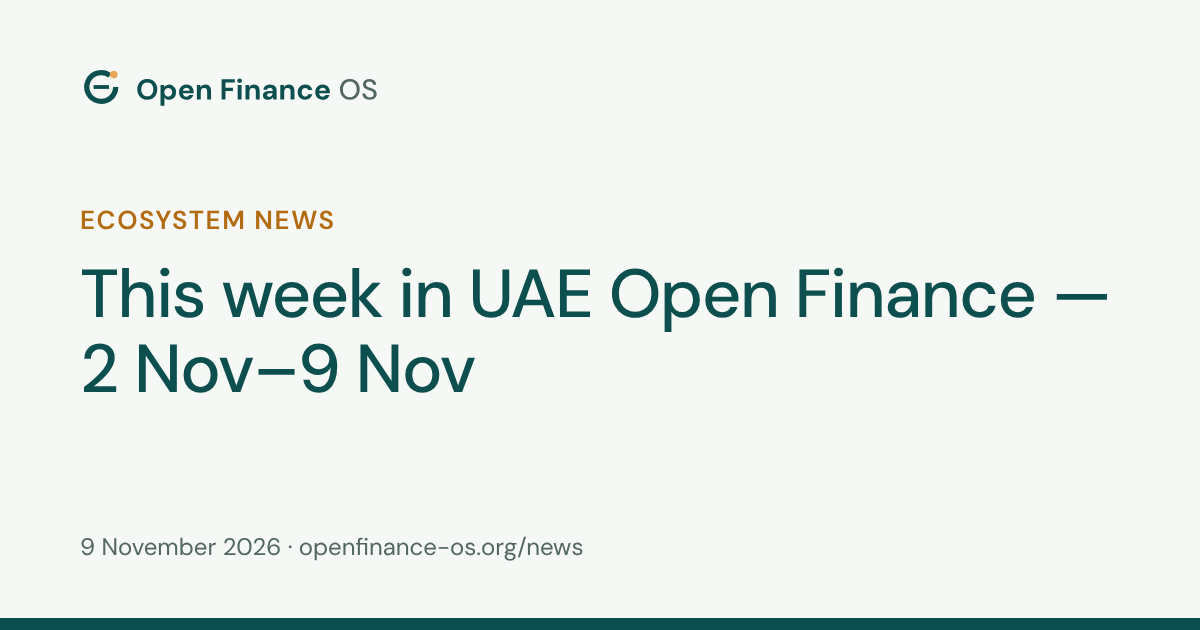 Open Finance OS
ECOSYSTEM NEWS
This week in UAE Open Finance —
2 Nov–9 Nov
9 November 2026 · openfinance-os.org/news